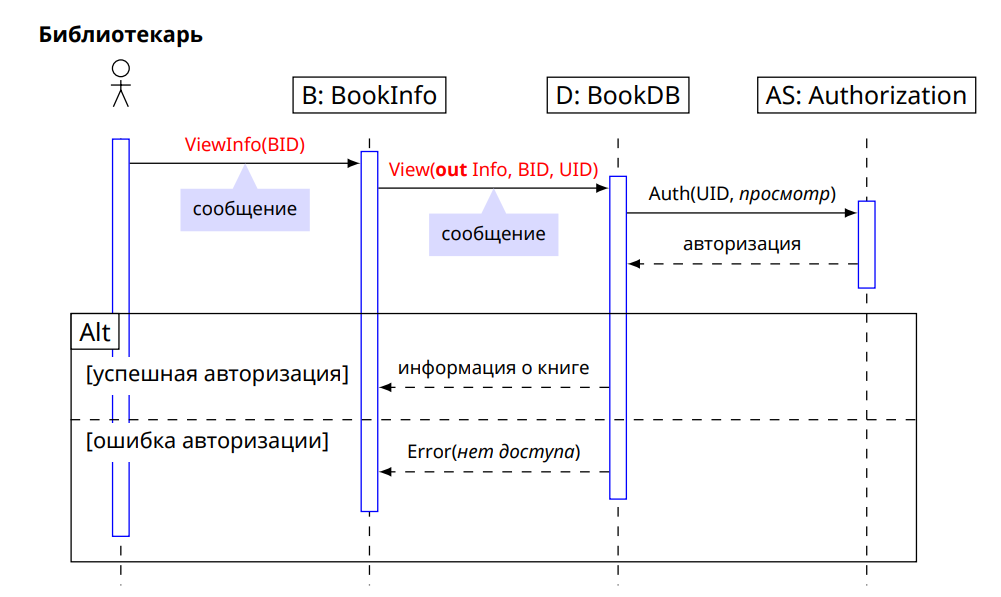 Библиотекарь
B: BookInfo
D: BookDB
AS: Authorization
ViewInfo(BID)
сообщение
View(out Info, BID, UID)
сообщение
Auth(UID, просмотр)
авторизация
Alt
[успешная авторизация]
информация о книге
[ошибка авторизации]
Error(нет доступа)